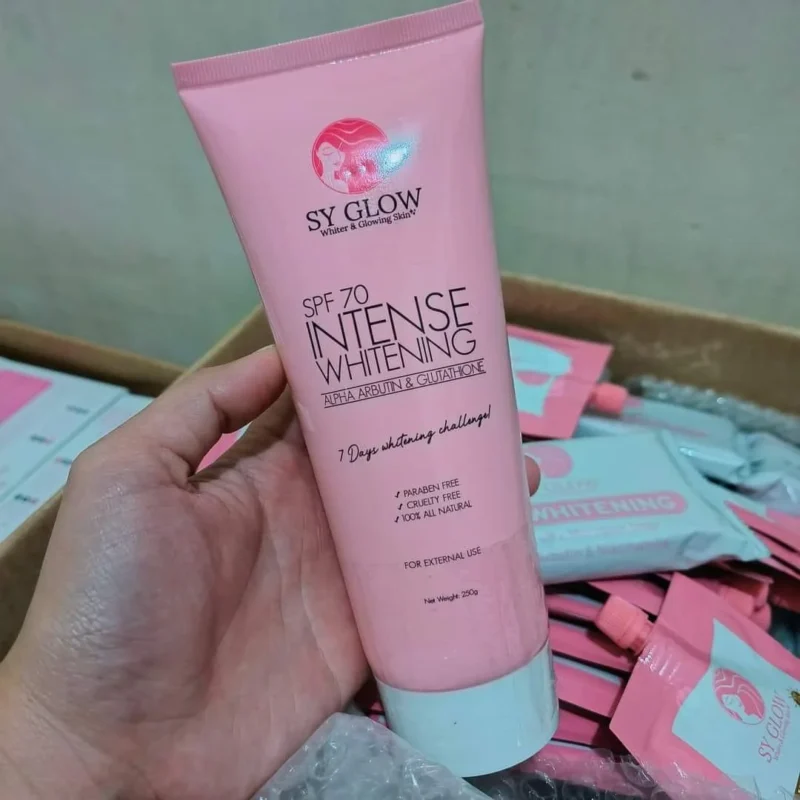 SY GLOW
Whiter & Glowing Skin
SPF 70
INTENSE
WHITENING
ALPHA ARBUTIN & GLUTATHIONE
7 Days whitening challenge!
✓ PARABEN FREE
✓ CRUELTY FREE
✓ 100% ALL NATURAL
FOR EXTERNAL USE
Net Weight: 250g
WHITENING
SY GLOW